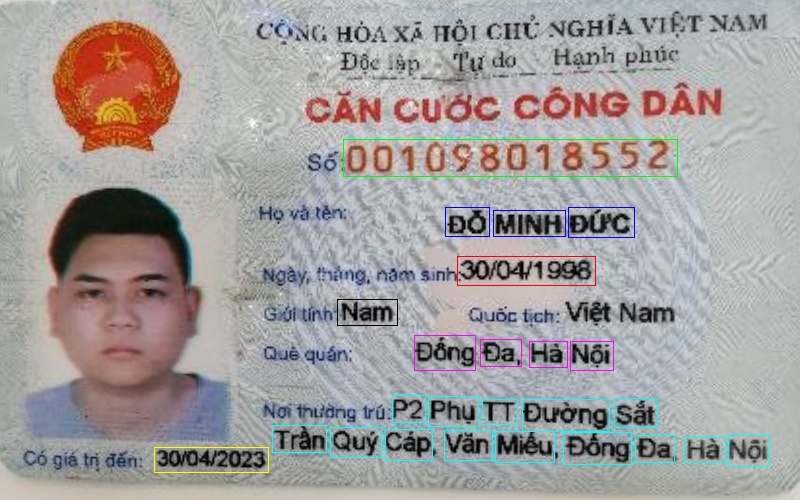 CỘNG HÒA XÃ HỘI CHỦ NGHĨA VIỆT NAM
Độc lập - Tự do - Hạnh phúc
CĂN CƯỚC CÔNG DÂN
Số: 001098018552
Họ và tên:
ĐỖ MINH ĐỨC
Ngày, tháng, năm sinh: 30/04/1998
Giới tính: Nam Quốc tịch: Việt Nam
Quê quán: Đống Đa, Hà Nội
Nơi thường trú: P2 Phụ TT Đường Sắt
Trần Quý Cáp, Văn Miếu, Đống Đa, Hà Nội
Có giá trị đến: 30/04/2023